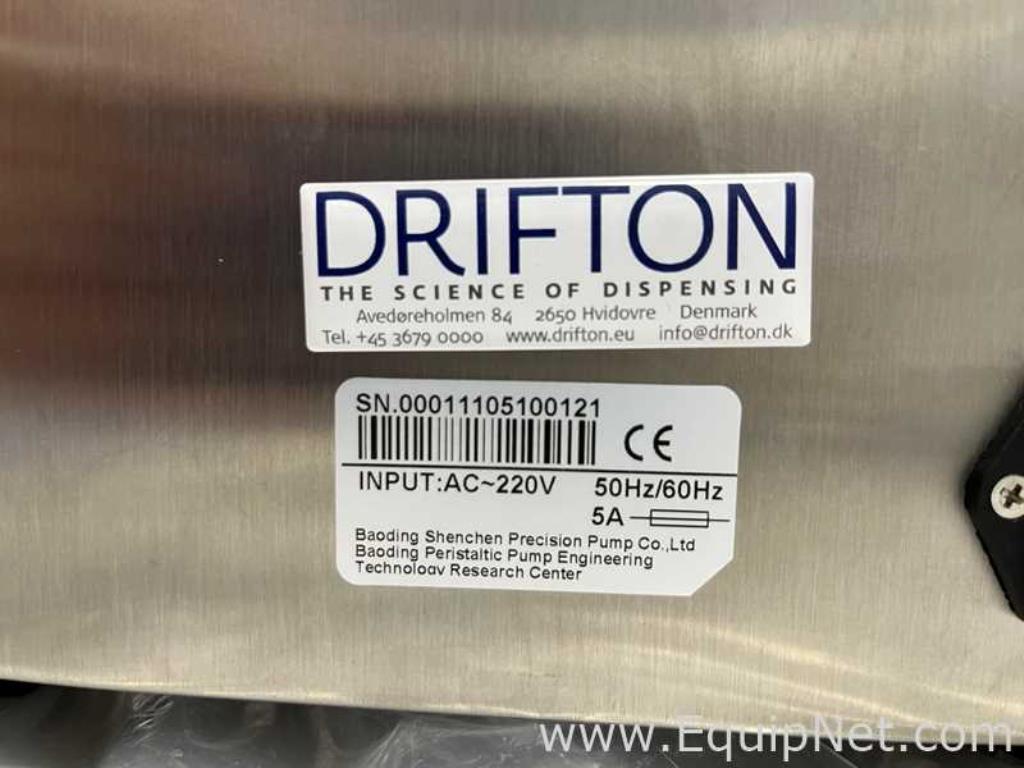 DRIFTON
THE SCIENCE OF DISPENSING
Avedøreholmen 84 2650 Hvidovre Denmark
Tel. +45 3679 0000 www.drifton.eu info@drifton.dk
SN.00011105100121
CE
INPUT:AC~220V 50Hz/60Hz
5A
Baoding Shenchen Precision Pump Co.,Ltd
Baoding Peristaltic Pump Engineering
Technology Research Center
www.EquipNet.com